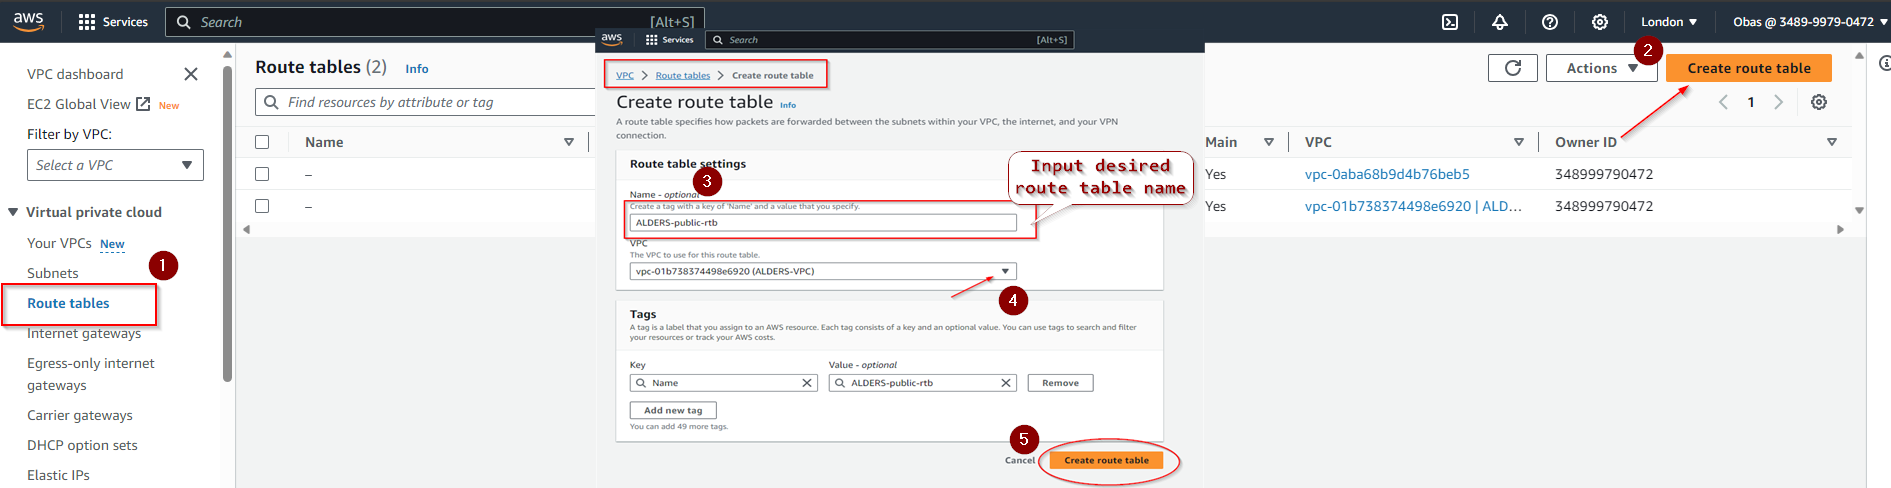 aws
Services
Search
[Alt+S]
London
Obas @ 3489-9979-0472
VPC dashboard
EC2 Global View
New
Filter by VPC:
Select a VPC
Virtual private cloud
Your VPCs New
Subnets
1
Route tables
Internet gateways
Egress-only internet
gateways
Carrier gateways
DHCP option sets
Elastic IPs
Route tables (2) Info
Find resources by attribute or tag
Name
–
–
aws
Services
Search
[Alt+S]
VPC > Route tables > Create route table
Create route table Info
A route table specifies how packets are forwarded between the subnets within your VPC, the internet, and your VPN
connection.
Route table settings
3
Name - optional
Create a tag with a key of 'Name' and a value that you specify.
ALDERS-public-rtb
Input desired
route table name
VPC
The VPC to use for this route table.
vpc-01b738374498e6920 (ALDERS-VPC)
4
Tags
A tag is a label that you assign to an AWS resource. Each tag consists of a key and an optional value. You can use tags to search and filter
your resources or track your AWS costs.
Key
Value - optional
Name
ALDERS-public-rtb
Remove
Add new tag
You can add 49 more tags.
5
Cancel
Create route table
2
Actions
Create route table
1
Main
VPC
Owner ID
Yes
vpc-0aba68b9d4b76beb5
348999790472
Yes
vpc-01b738374498e6920 | ALD...
348999790472